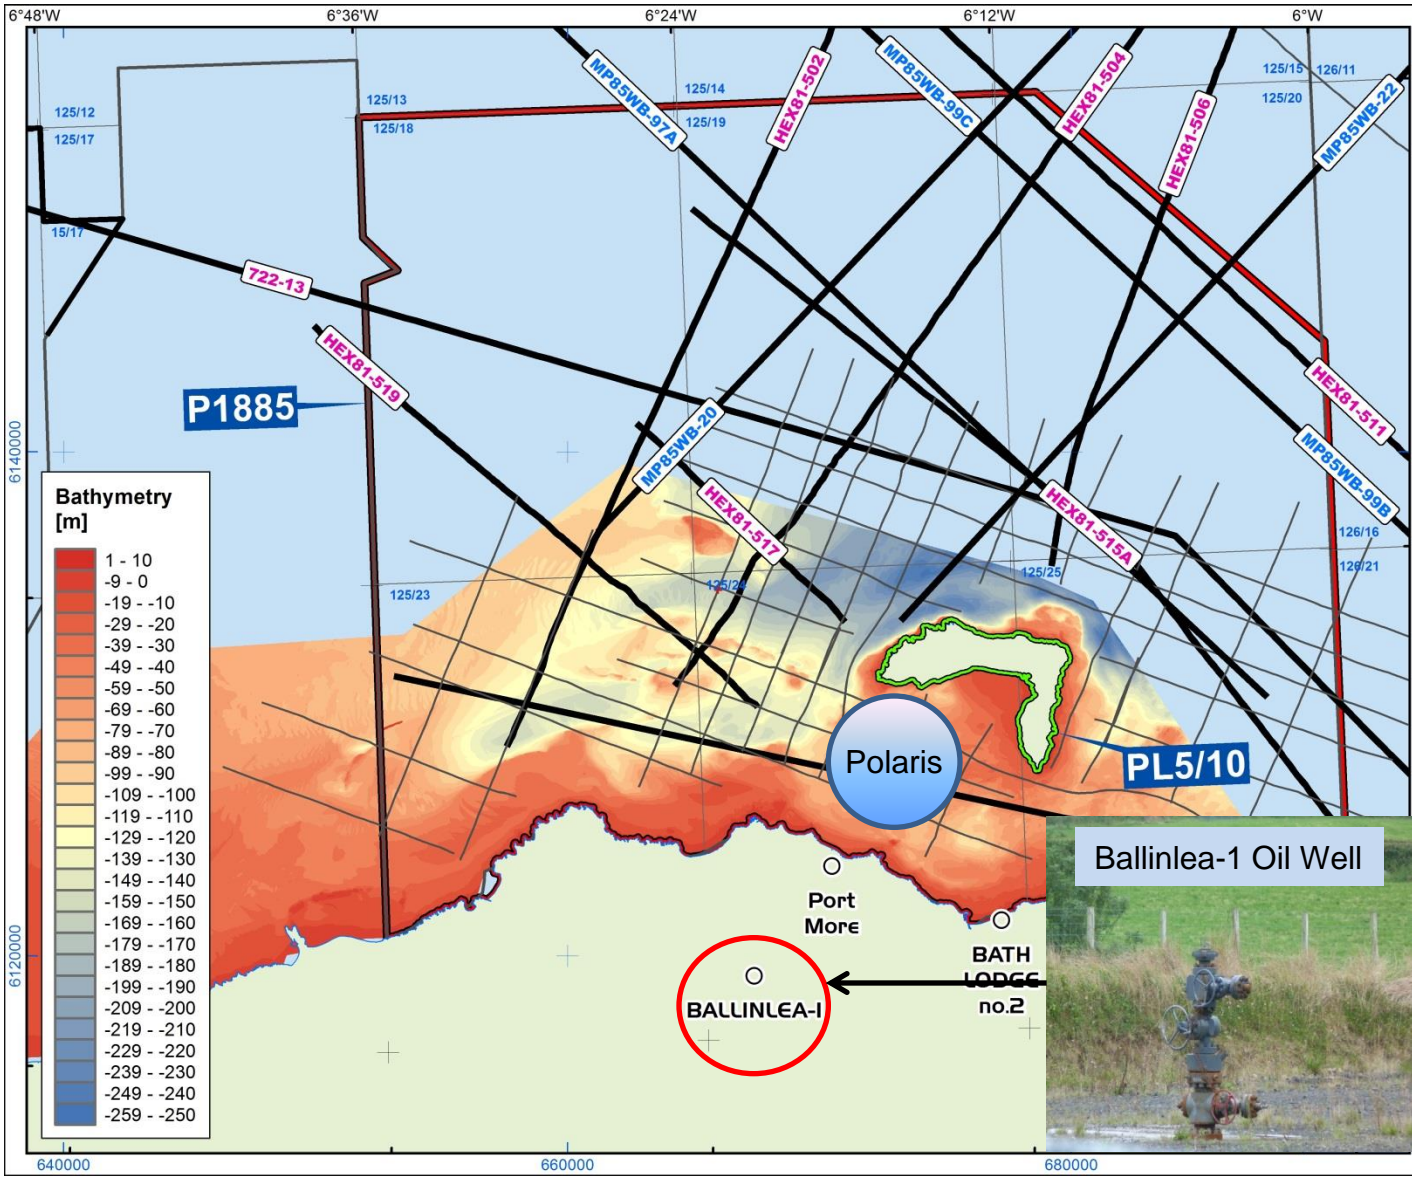 6°48'W
6°36'W
6°24'W
6°12'W
6°W
125/12
125/13
125/14
125/15
126/11
125/17
125/18
125/19
125/20
15/17
MP85WB-97A
HEX81-502
MP85WB-99C
HEX81-504
HEX81-506
MP85WB-22
722-13
HEX81-519
P1885
MP85WB-20
HEX81-517
HEX81-515A
HEX81-511
MP85WB-99B
126/16
126/21
125/23
125/24
125/25
6140000
6120000
Bathymetry
[m]
1 - 10
-9 - 0
-19 - -10
-29 - -20
-39 - -30
-49 - -40
-59 - -50
-69 - -60
-79 - -70
-89 - -80
-99 - -90
-109 - -100
-119 - -110
-129 - -120
-139 - -130
-149 - -140
-159 - -150
-169 - -160
-179 - -170
-189 - -180
-199 - -190
-209 - -200
-219 - -210
-229 - -220
-239 - -230
-249 - -240
-259 - -250
Polaris
PL5/10
Port
More
BATH
LODGE
no.2
BALLINLEA-1
Ballinlea-1 Oil Well
640000
660000
680000